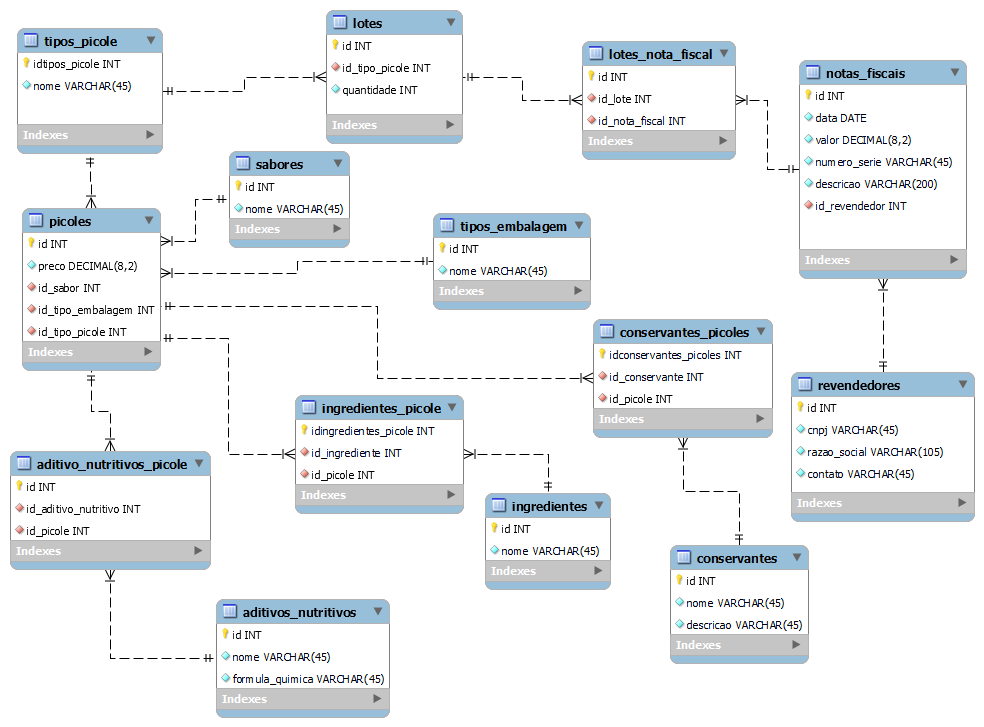 tipos_picole
idtipos_picole INT
nome VARCHAR(45)
Indexes
lotes
id INT
id_tipo_picole INT
quantidade INT
Indexes
lotes_nota_fiscal
id INT
id_lote INT
id_nota_fiscal INT
Indexes
notas_fiscais
id INT
data DATE
valor DECIMAL(8,2)
numero_serie VARCHAR(45)
descricao VARCHAR(200)
id_revendedor INT
Indexes
sabores
id INT
nome VARCHAR(45)
Indexes
picoles
id INT
preco DECIMAL(8,2)
id_sabor INT
id_tipo_embalagem INT
id_tipo_picole INT
Indexes
tipos_embalagem
id INT
nome VARCHAR(45)
Indexes
conservantes_picoles
idconservantes_picoles INT
id_conservante INT
id_picole INT
Indexes
revendedores
id INT
cnpj VARCHAR(45)
razao_social VARCHAR(105)
contato VARCHAR(45)
Indexes
ingredientes_picole
idingredientes_picole INT
id_ingrediente INT
id_picole INT
Indexes
aditivo_nutritivos_picole
id INT
id_aditivo_nutritivo INT
id_picole INT
Indexes
ingredientes
id INT
nome VARCHAR(45)
Indexes
conservantes
id INT
nome VARCHAR(45)
descricao VARCHAR(45)
Indexes
aditivos_nutritivos
id INT
nome VARCHAR(45)
formula_quimica VARCHAR(45)
Indexes